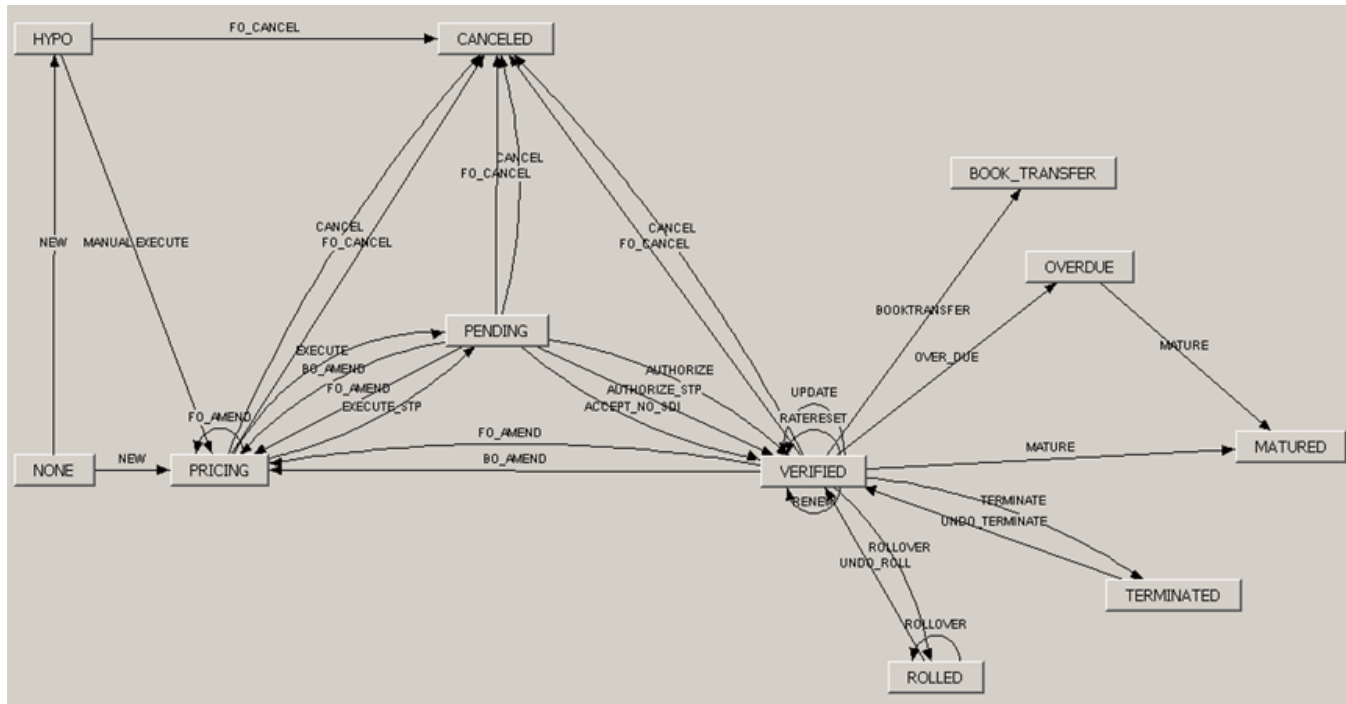 FO_CANCEL
HYPO
CANCELED
CANCEL
FO_CANCEL
BOOK_TRANSFER
CANCEL
FO_CANCEL
CANCEL
FO_CANCEL
NEW
MANUAL EXECUTE
OVERDUE
BOOKTRANSFER
PENDING
EXECUTE
BO_AMEND
FO_AMEND
EXECUTE_STP
AUTHORIZE
AUTHORIZE_STP
ACCEPT_NO_SDI
OVER_DUE
MATURE
UPDATE
RATERESET
FO_AMEND
FO_AMEND
BO_AMEND
NONE
NEW
PRICING
VERIFIED
MATURE
MATURED
RENEW
TERMINATE
UNDO_TERMINATE
ROLLOVER
UNDO_ROLL
TERMINATED
ROLLOVER
ROLLED